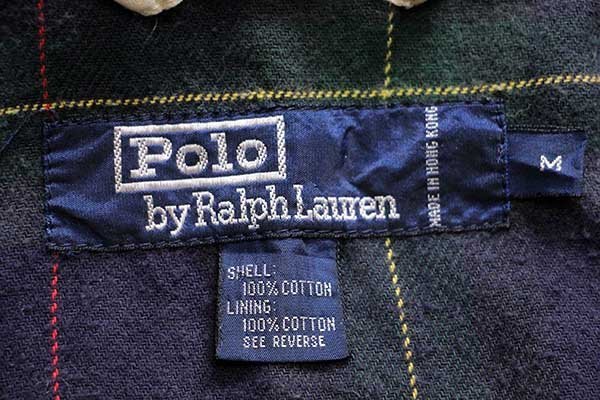 Polo
by Ralph Lauren
MADE IN HONG KONG
M
SHELL:
100% COTTON
LINING:
100% COTTON
SEE REVERSE